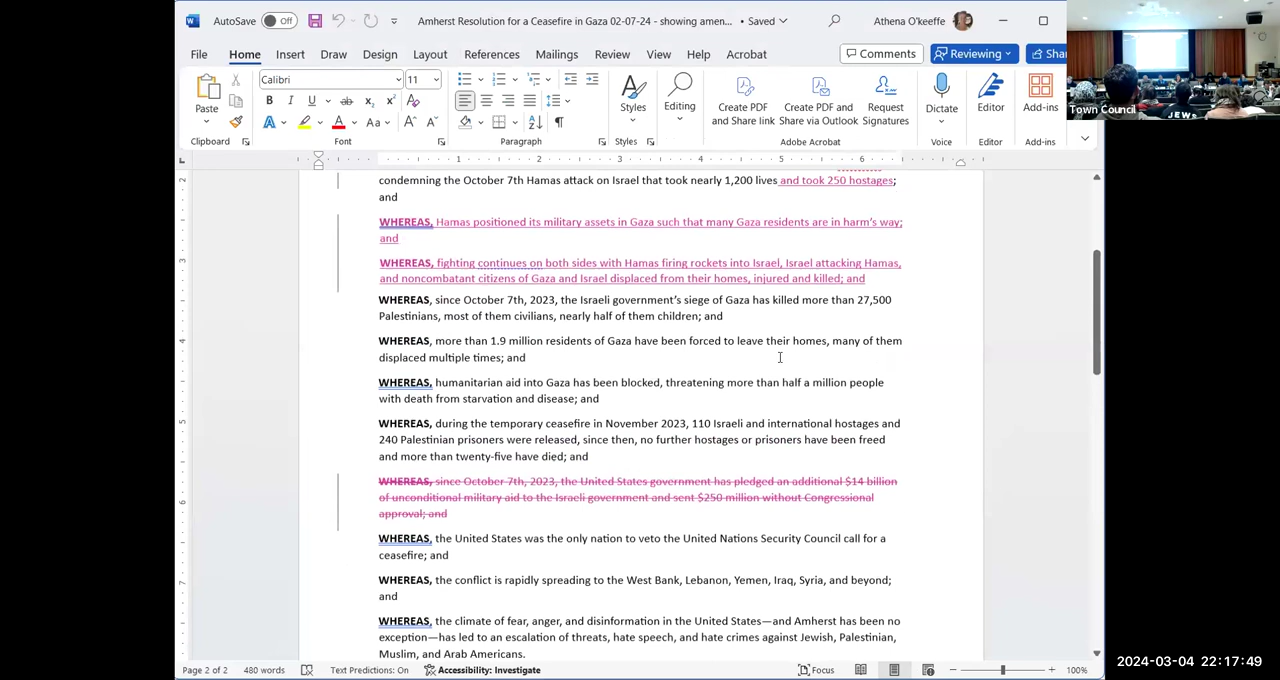 AutoSave Off Amherst Resolution for a Ceasefire in Gaza 02-07-24 - showing amen... • Saved Athena O'keeffe
File Home Insert Draw Design Layout References Mailings Review View Help Acrobat Comments Reviewing Shar
Calibri 11
Paste
B I U ab x₂ x² A
A A Aa A A
Styles
Editing
Create PDF
and Share link
Create PDF and
Share via Outlook
Request
Signatures
Dictate
Editor
Add-ins
Clipboard Font Paragraph Styles Adobe Acrobat Voice Editor Add-ins
Town Council
JEWS
1 2 3 4 5 6
2
3
4
5
6
7
condemning the October 7th Hamas attack on Israel that took nearly 1,200 lives and took 250 hostages;
and
WHEREAS, Hamas positioned its military assets in Gaza such that many Gaza residents are in harm's way;
and
WHEREAS, fighting continues on both sides with Hamas firing rockets into Israel, Israel attacking Hamas,
and noncombatant citizens of Gaza and Israel displaced from their homes, injured and killed; and
WHEREAS, since October 7th, 2023, the Israeli government's siege of Gaza has killed more than 27,500
Palestinians, most of them civilians, nearly half of them children; and
WHEREAS, more than 1.9 million residents of Gaza have been forced to leave their homes, many of them
displaced multiple times; and
WHEREAS, humanitarian aid into Gaza has been blocked, threatening more than half a million people
with death from starvation and disease; and
WHEREAS, during the temporary ceasefire in November 2023, 110 Israeli and international hostages and
240 Palestinian prisoners were released, since then, no further hostages or prisoners have been freed
and more than twenty-five have died; and
WHEREAS, since October 7th, 2023, the United States government has pledged an additional $14 billion
of unconditional military aid to the Israeli government and sent $250 million without Congressional
approval; and
WHEREAS, the United States was the only nation to veto the United Nations Security Council call for a
ceasefire; and
WHEREAS, the conflict is rapidly spreading to the West Bank, Lebanon, Yemen, Iraq, Syria, and beyond;
and
WHEREAS, the climate of fear, anger, and disinformation in the United States—and Amherst has been no
exception—has led to an escalation of threats, hate speech, and hate crimes against Jewish, Palestinian,
Muslim, and Arab Americans.
Page 2 of 2 480 words Text Predictions: On Accessibility: Investigate Focus 100%
2024-03-04 22:17:49